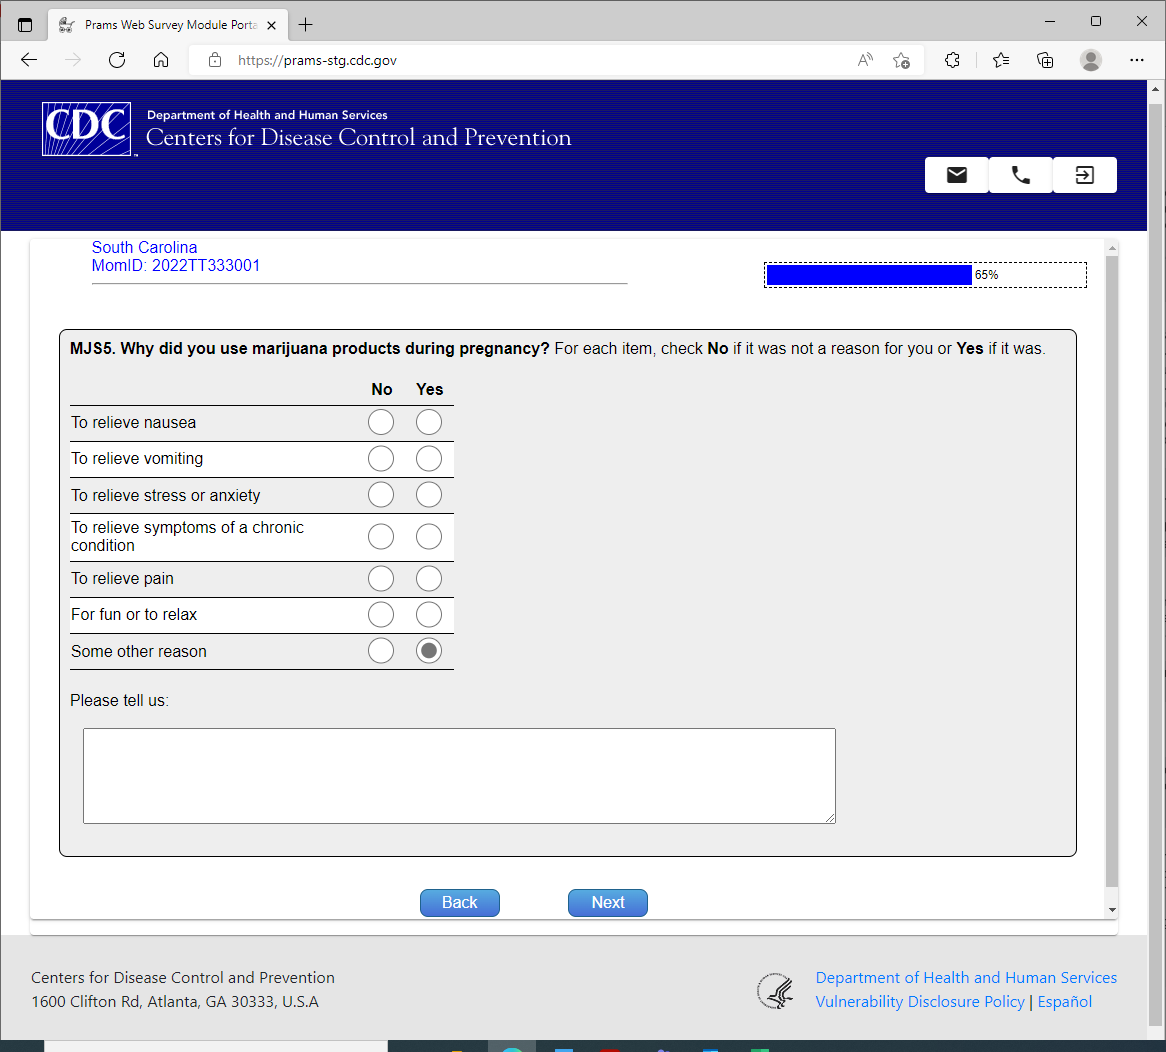 Prams Web Survey Module Porta
https://prams-stg.cdc.gov
CDC
Department of Health and Human Services
Centers for Disease Control and Prevention
South Carolina
MomID: 2022TT333001
65%
MJS5. Why did you use marijuana products during pregnancy? For each item, check No if it was not a reason for you or Yes if it was.
No Yes
To relieve nausea
To relieve vomiting
To relieve stress or anxiety
To relieve symptoms of a chronic
condition
To relieve pain
For fun or to relax
Some other reason
Please tell us:
Back Next
Centers for Disease Control and Prevention
1600 Clifton Rd, Atlanta, GA 30333, U.S.A
Department of Health and Human Services
Vulnerability Disclosure Policy | Español